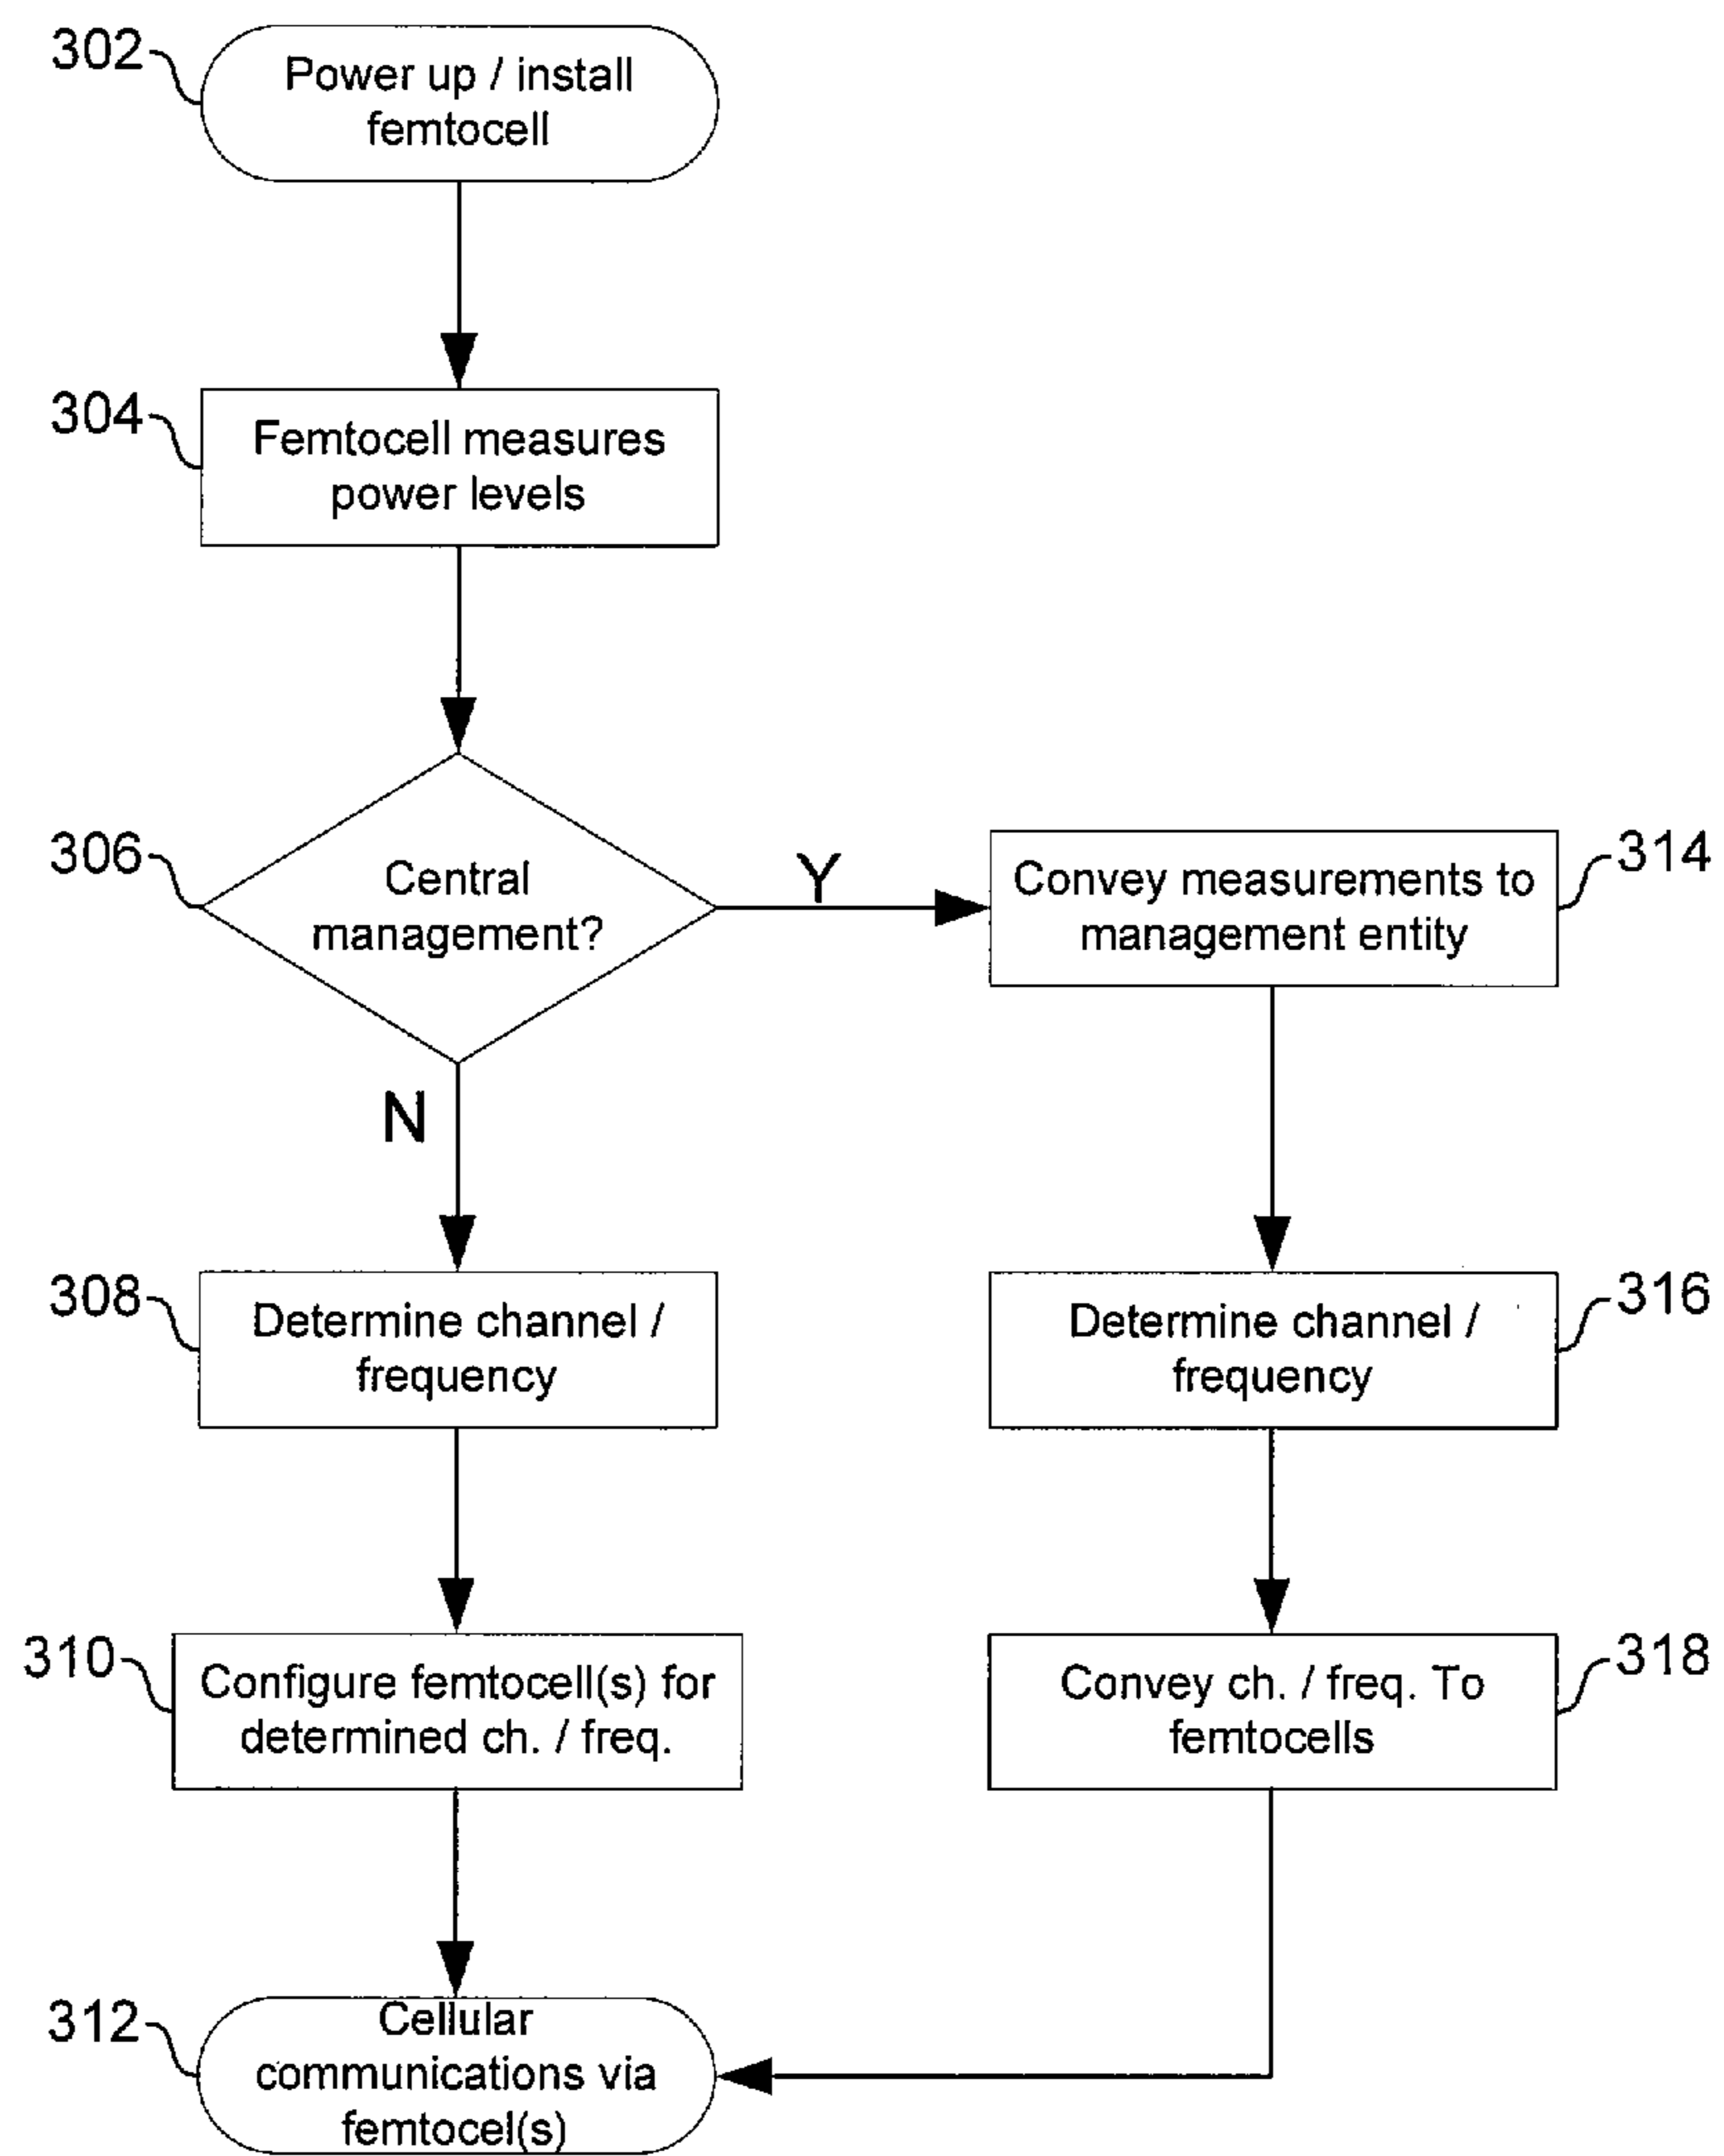 302
Power up / install
femtocell
304
Femtocell measures
power levels
306
Central
management?
Y
314
Convey measurements to
management entity
N
308
Determine channel /
frequency
316
Determine channel /
frequency
310
Configure femtocell(s) for
determined ch. / freq.
318
Convey ch. / freq. To
femtocells
312
Cellular
communications via
femtocel(s)